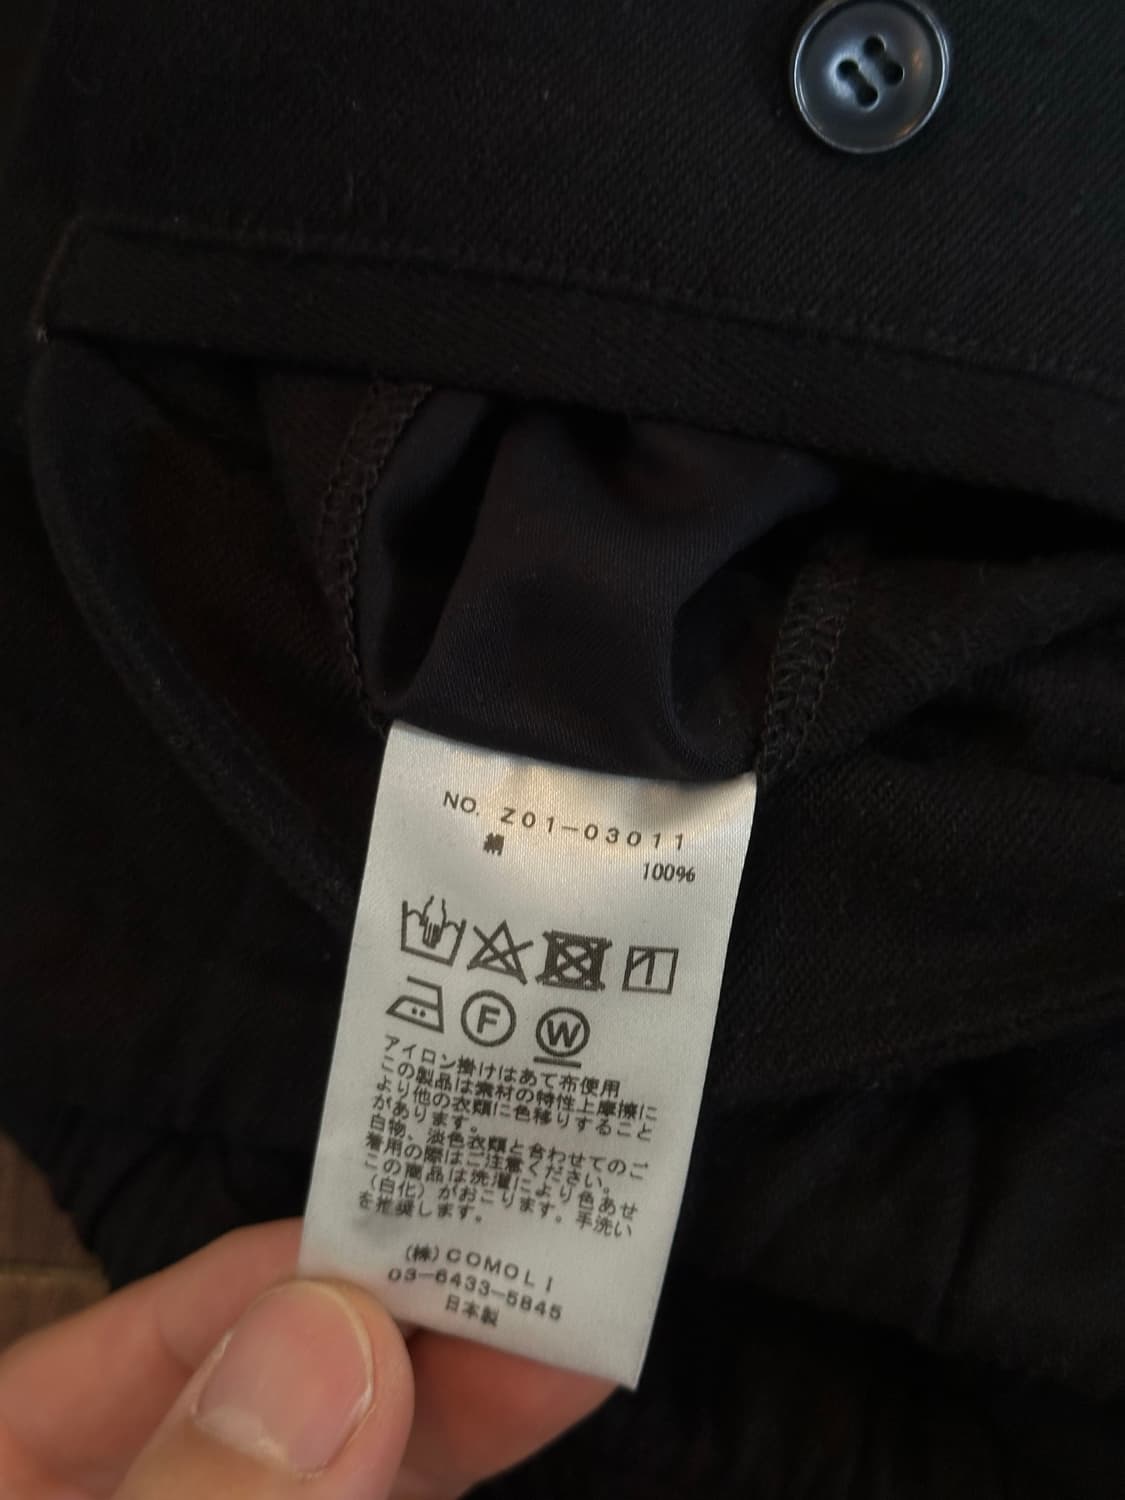 NO. Z01-03011
絹 100%
F W
アイロン掛けはあて布使用
この製品は素材の特性上摩擦に
より他の衣類に色移りすること
があります。
白物、淡色衣類と合わせてのご
着用の際はご注意ください。
この商品は洗濯により色あせ
(白化)がおこります。手洗い
を推奨します。
(株)COMOLI
03-6433-5845
日本製